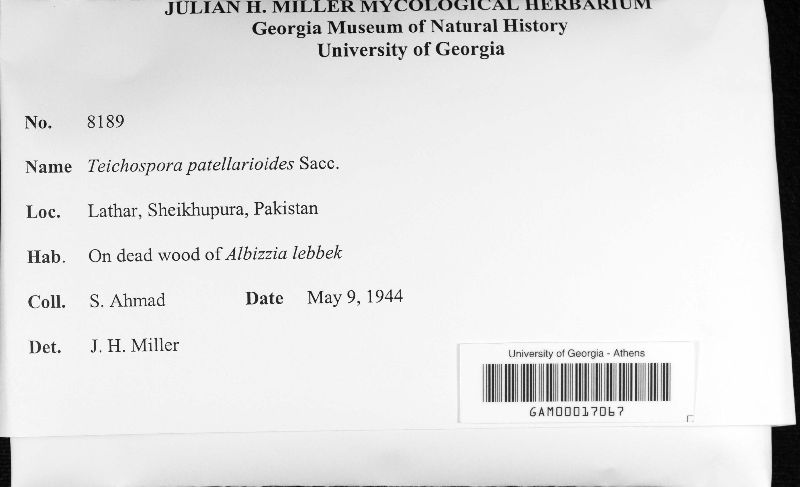 JULIAN H. MILLER MYCOLOGICAL HERBARIUM
Georgia Museum of Natural History
University of Georgia
No. 8189
Name Teichospora patellarioides Sacc.
Loc. Lathar, Sheikhupura, Pakistan
Hab. On dead wood of Albizzia lebbek
Coll. S. Ahmad Date May 9, 1944
Det. J. H. Miller
University of Georgia - Athens
GAM00017067